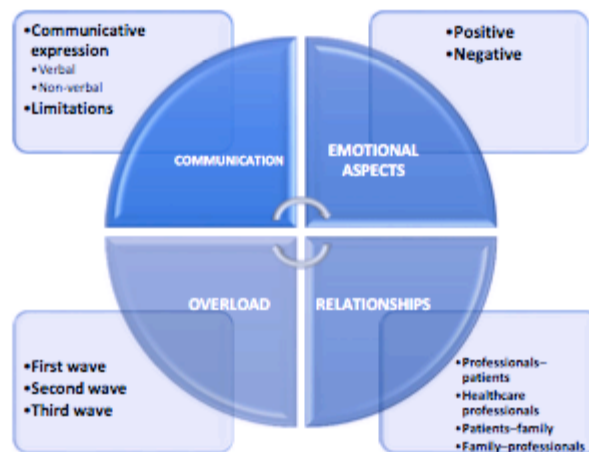 •Communicative
expression
•Verbal
•Non-verbal
•Limitations
•Positive
•Negative
COMMUNICATION
EMOTIONAL
ASPECTS
OVERLOAD
RELATIONSHIPS
•First wave
•Second wave
•Third wave
•Professionals–
patients
•Healthcare
professionals
•Patients–family
•Family–professionals